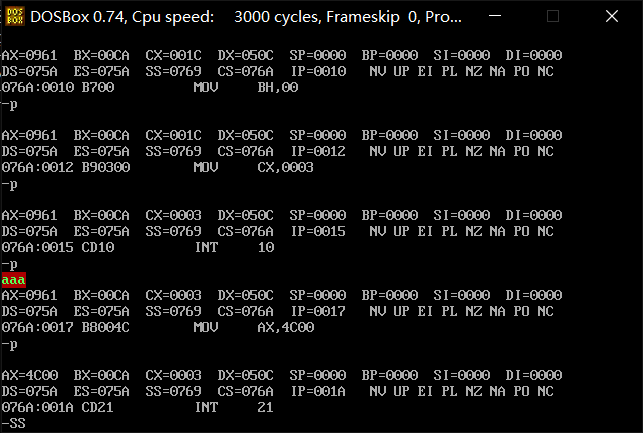 DOSBox 0.74, Cpu speed: 3000 cycles, Frameskip 0, Pro...
AX=0961 BX=00CA CX=001C DX=050C SP=0000 BP=0000 SI=0000 DI=0000
DS=075A ES=075A SS=0769 CS=076A IP=0010 NV UP EI PL NZ NA PO NC
076A:0010 B700 MOV BH,00
-p
AX=0961 BX=00CA CX=001C DX=050C SP=0000 BP=0000 SI=0000 DI=0000
DS=075A ES=075A SS=0769 CS=076A IP=0012 NV UP EI PL NZ NA PO NC
076A:0012 B90300 MOV CX,0003
-p
AX=0961 BX=00CA CX=0003 DX=050C SP=0000 BP=0000 SI=0000 DI=0000
DS=075A ES=075A SS=0769 CS=076A IP=0015 NV UP EI PL NZ NA PO NC
076A:0015 CD10 INT 10
-p
aaa
AX=0961 BX=00CA CX=0003 DX=050C SP=0000 BP=0000 SI=0000 DI=0000
DS=075A ES=075A SS=0769 CS=076A IP=0017 NV UP EI PL NZ NA PO NC
076A:0017 B8004C MOV AX,4C00
-p
AX=4C00 BX=00CA CX=0003 DX=050C SP=0000 BP=0000 SI=0000 DI=0000
DS=075A ES=075A SS=0769 CS=076A IP=001A NV UP EI PL NZ NA PO NC
076A:001A CD21 INT 21
-SS